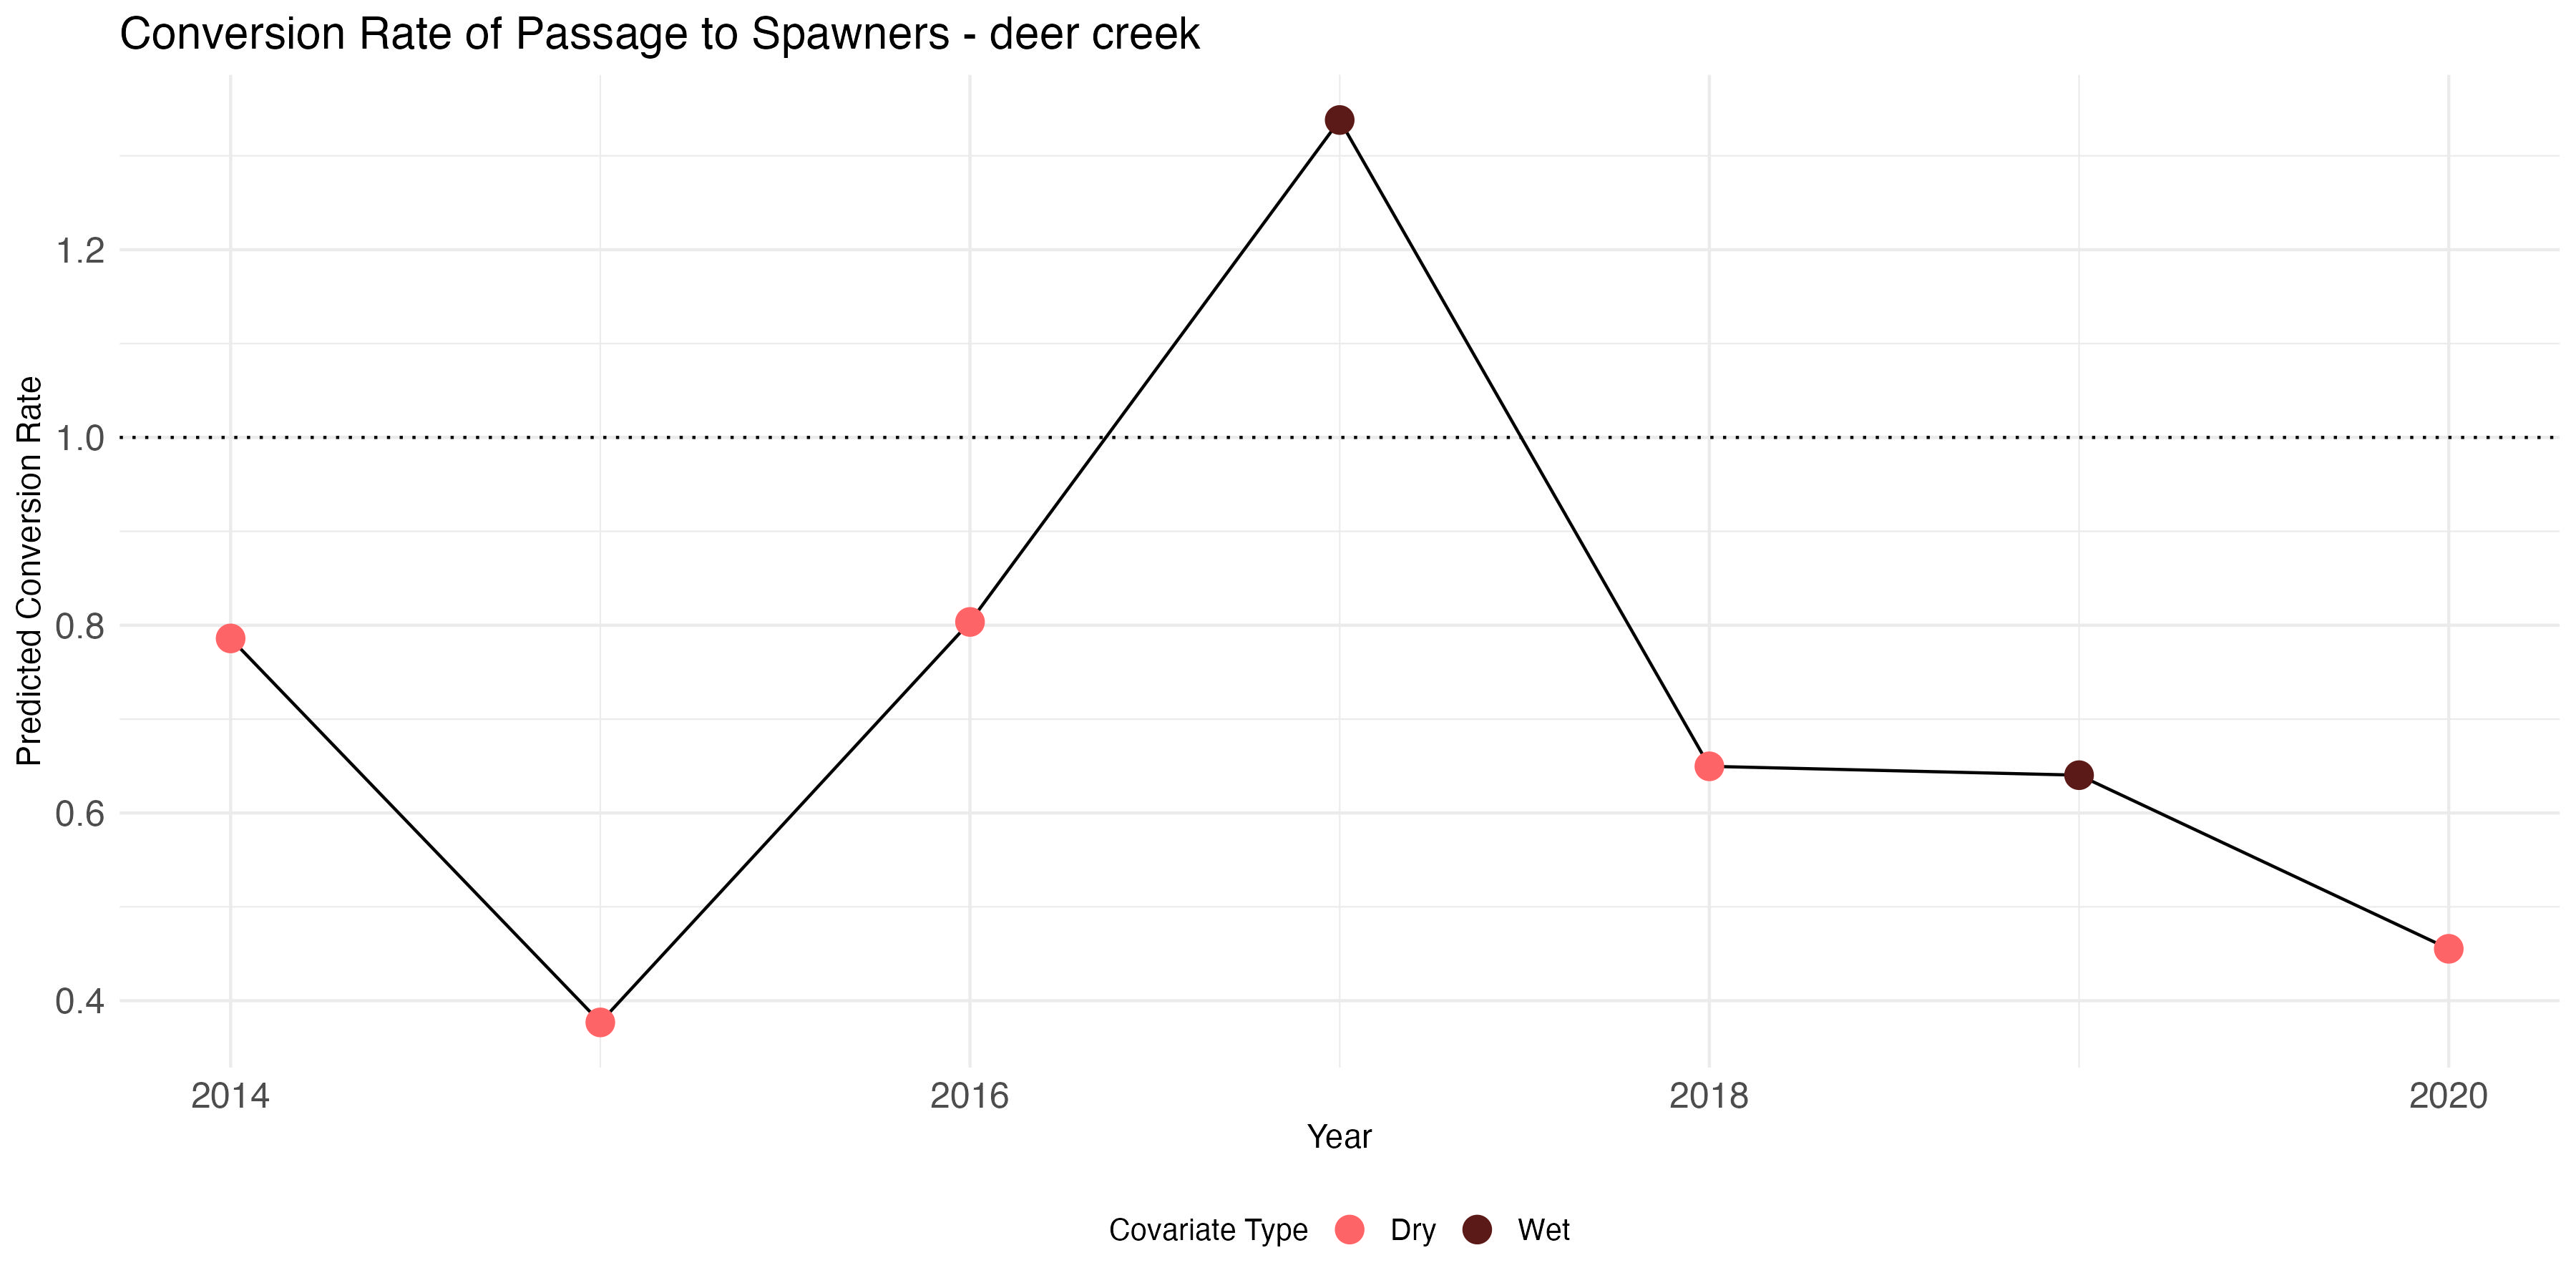 Conversion Rate of Passage to Spawners - deer creek
Predicted Conversion Rate
1.2
1.0
0.8
0.6
0.4
2014 2016 2018 2020
Year
Covariate Type Dry Wet